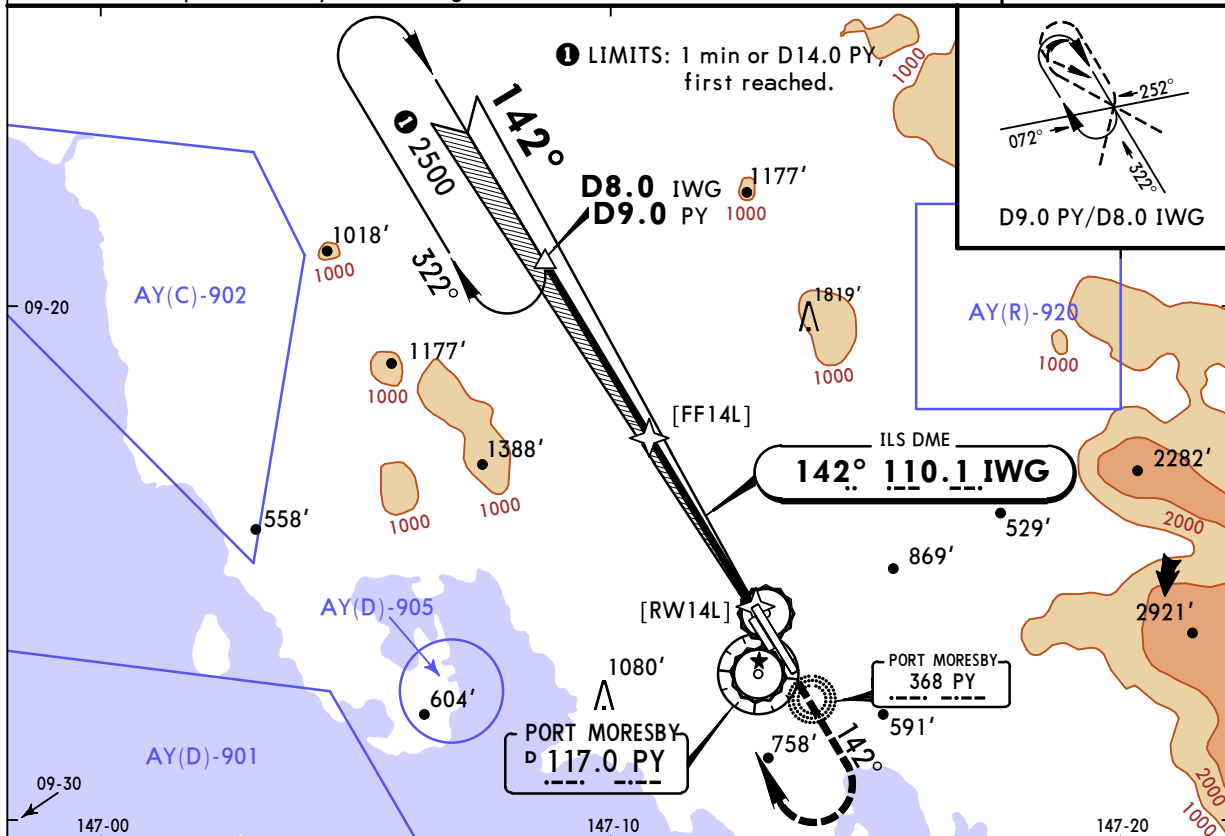 ❶ LIMITS: 1 min or D14.0 PY,
first reached.
1000
142°
❶ 2500
322°
D8.0 IWG
D9.0 PY
1177'
1000
252°
072°
322°
D9.0 PY/D8.0 IWG
1018'
1000
AY(C)-902
09-20
1819'
1000
AY(R)-920
1000
1177'
1000
1388'
1000
1000
[FF14L]
ILS DME
142° 110.1 IWG
2282'
2000
529'
558'
869'
AY(D)-905
[RW14L]
2921'
604'
1080'
PORT MORESBY
368 PY
591'
PORT MORESBY
D 117.0 PY
758'
142°
AY(D)-901
09-30
147-00
147-10
147-20
2000
1000